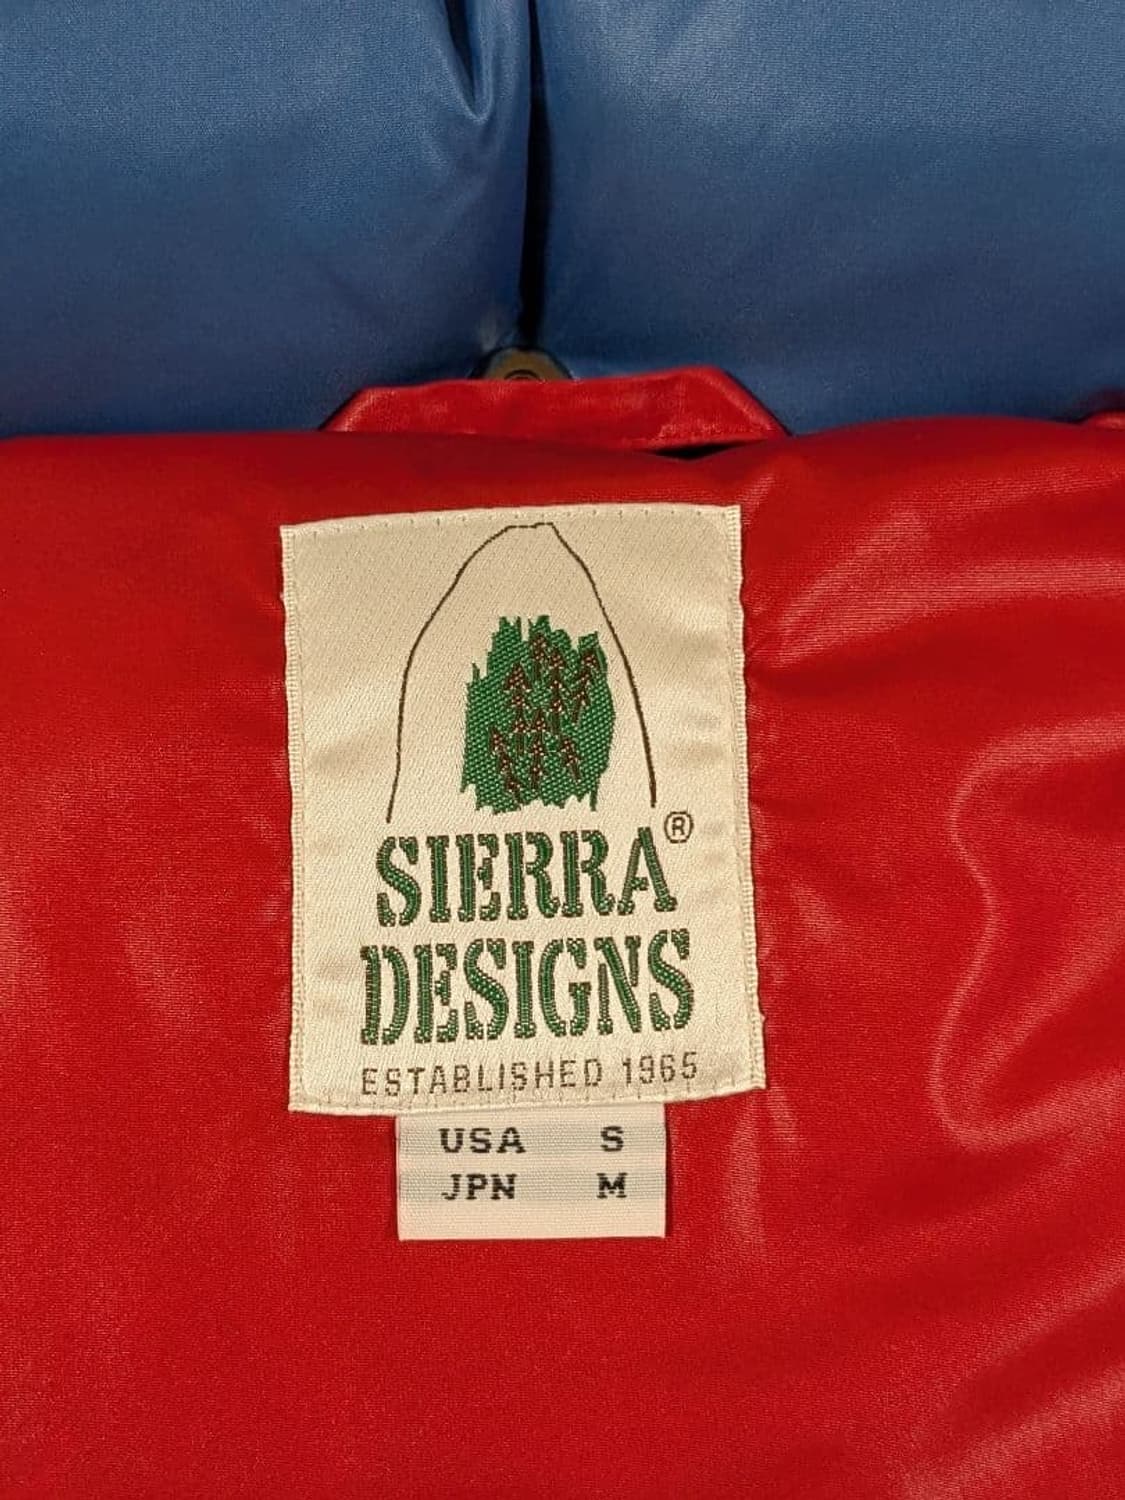 SIERRA®
DESIGNS
ESTABLISHED 1965
USA S
JPN M